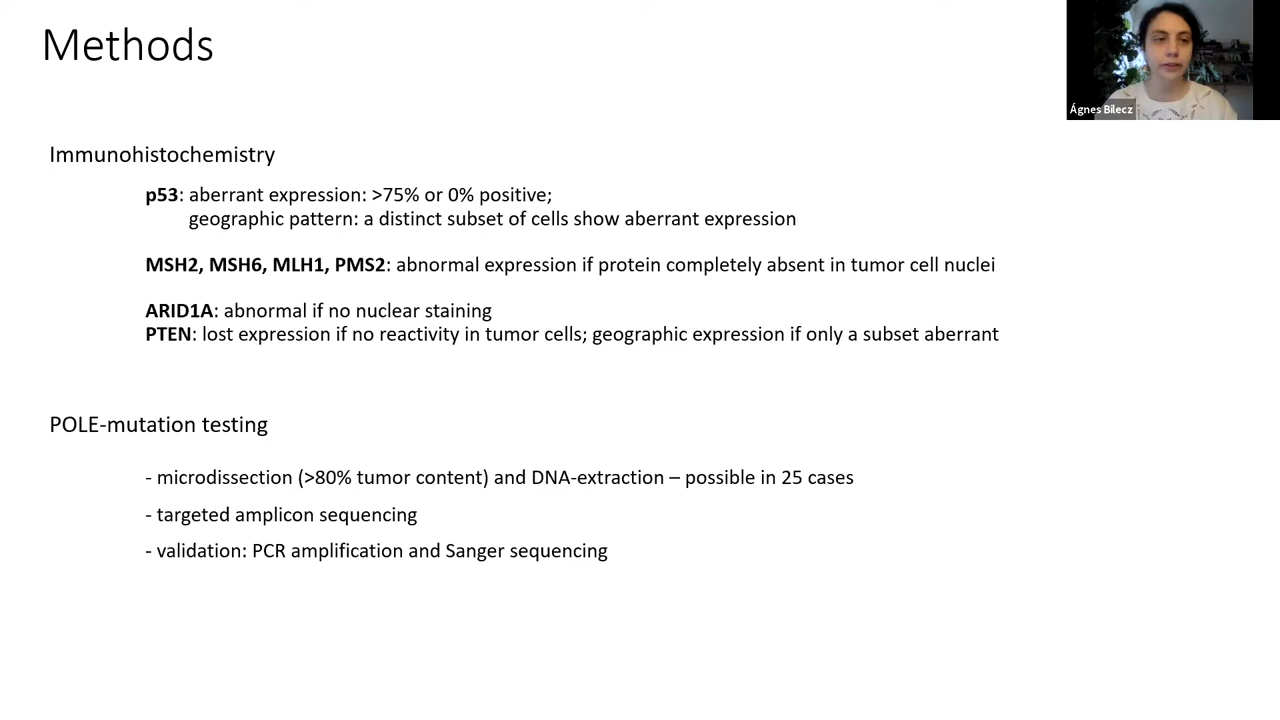 Methods
Ágnes Bilecz
Immunohistochemistry
p53: aberrant expression: >75% or 0% positive;
geographic pattern: a distinct subset of cells show aberrant expression
MSH2, MSH6, MLH1, PMS2: abnormal expression if protein completely absent in tumor cell nuclei
ARID1A: abnormal if no nuclear staining
PTEN: lost expression if no reactivity in tumor cells; geographic expression if only a subset aberrant
POLE-mutation testing
- microdissection (>80% tumor content) and DNA-extraction – possible in 25 cases
- targeted amplicon sequencing
- validation: PCR amplification and Sanger sequencing